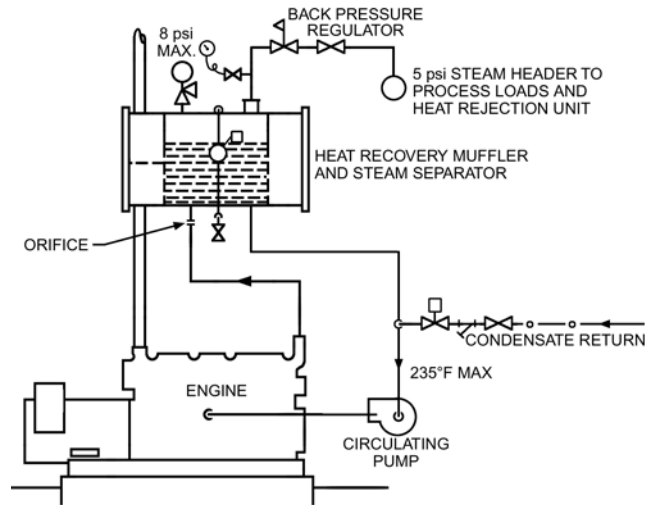 BACK PRESSURE
REGULATOR
8 psi
MAX.
5 psi STEAM HEADER TO
PROCESS LOADS AND
HEAT REJECTION UNIT
HEAT RECOVERY MUFFLER
AND STEAM SEPARATOR
ORIFICE
CONDENSATE RETURN
235°F MAX
ENGINE
CIRCULATING
PUMP